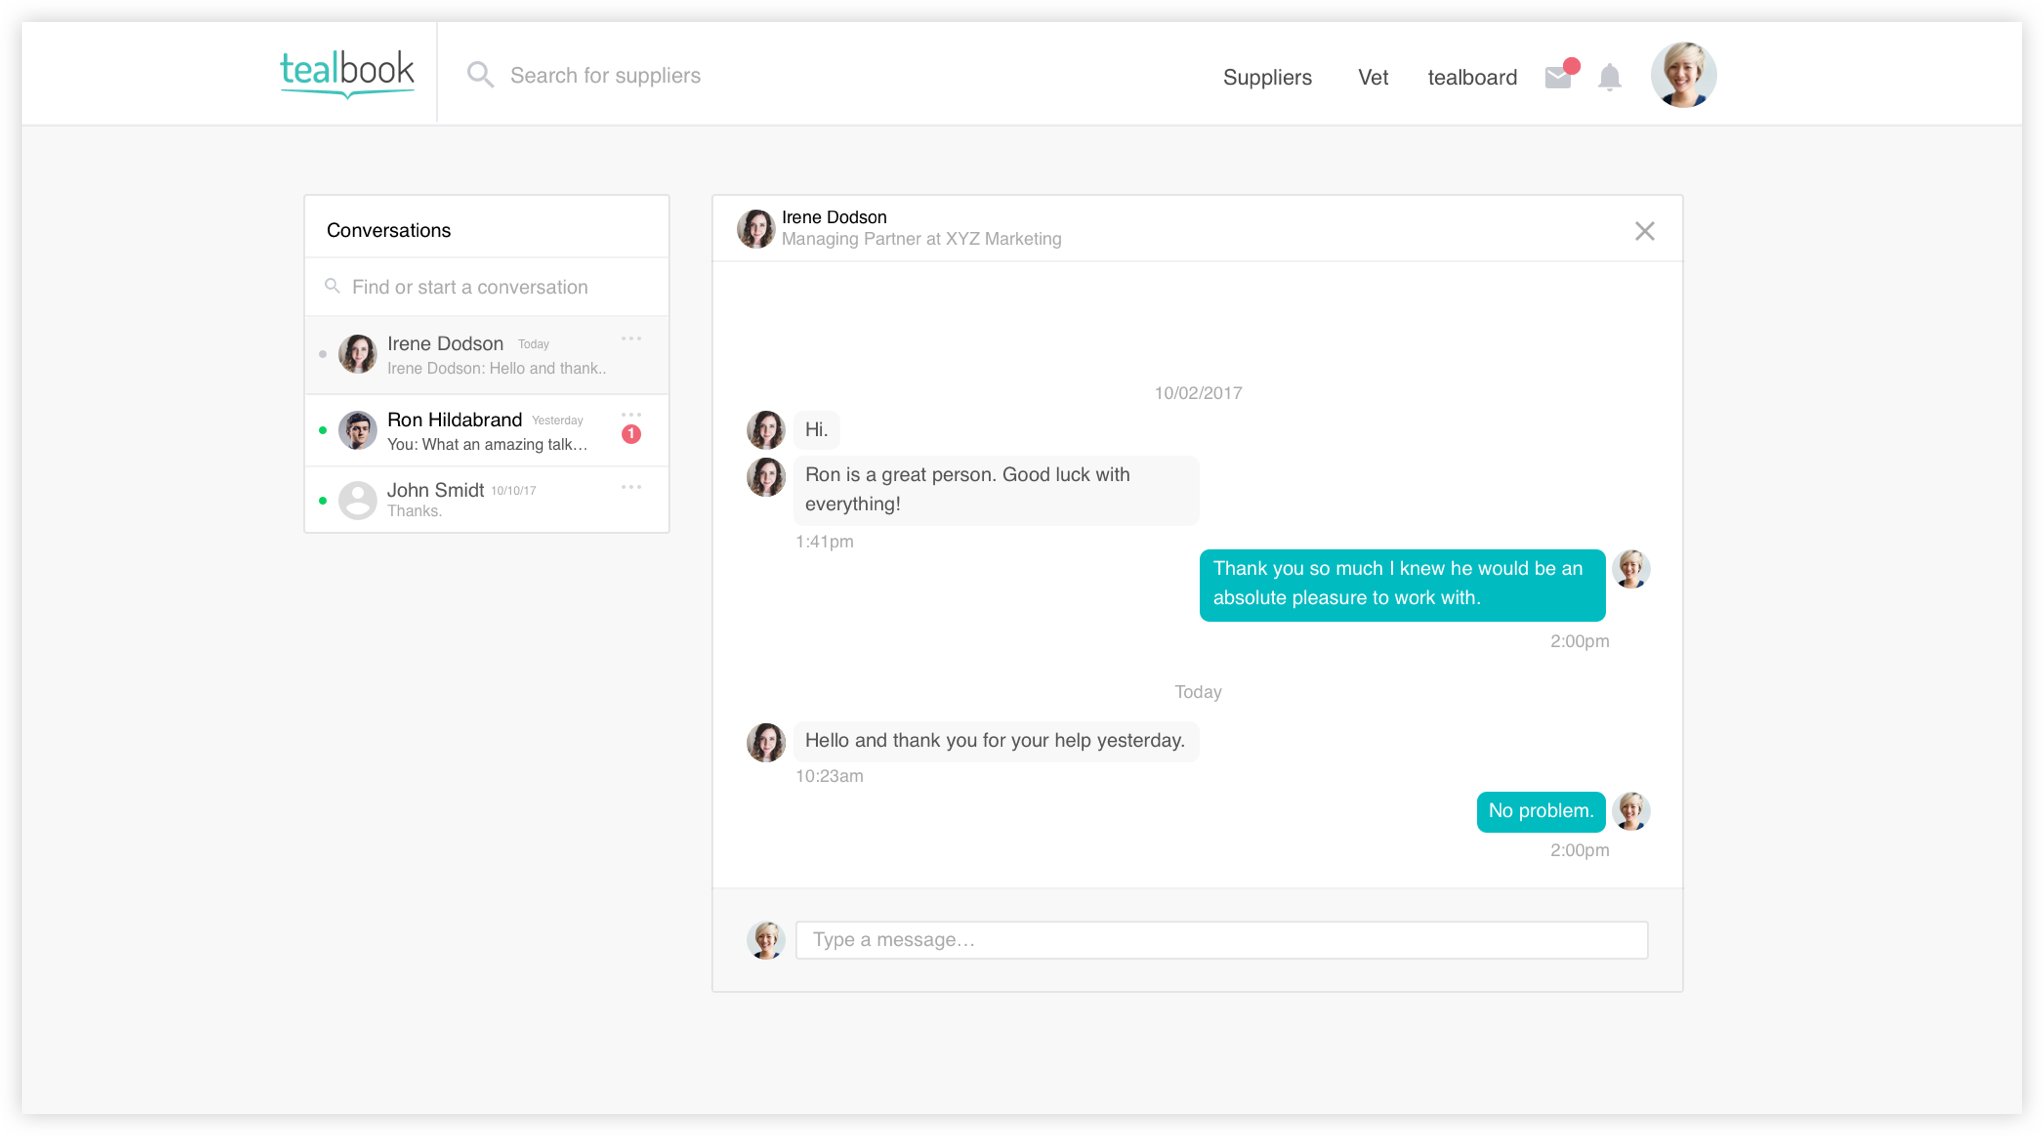 tealbook
Search for suppliers
Suppliers
Vet
tealboard
Conversations
Find or start a conversation
Irene Dodson Today
Irene Dodson: Hello and thank..
Ron Hildabrand Yesterday
You: What an amazing talk…
1
John Smidt 10/10/17
Thanks.
Irene Dodson
Managing Partner at XYZ Marketing
10/02/2017
Hi.
Ron is a great person. Good luck with
everything!
1:41pm
Thank you so much I knew he would be an
absolute pleasure to work with.
2:00pm
Today
Hello and thank you for your help yesterday.
10:23am
No problem.
2:00pm
Type a message…